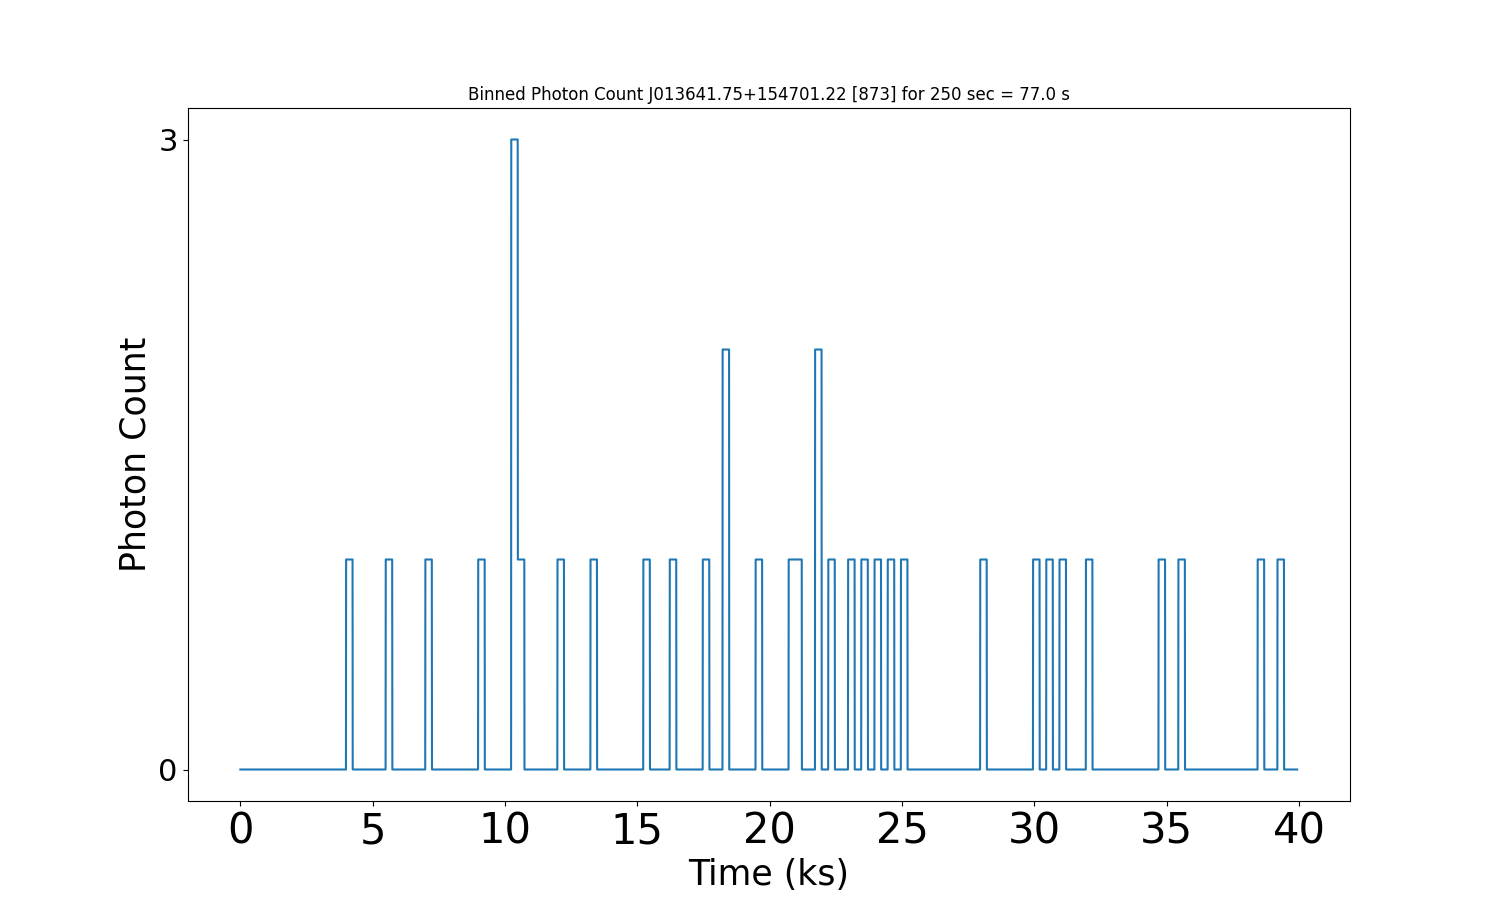 Binned Photon Count J013641.75+154701.22 [873] for 250 sec = 77.0 s
3
Photon Count
0
0 5 10 15 20 25 30 35 40
Time (ks)